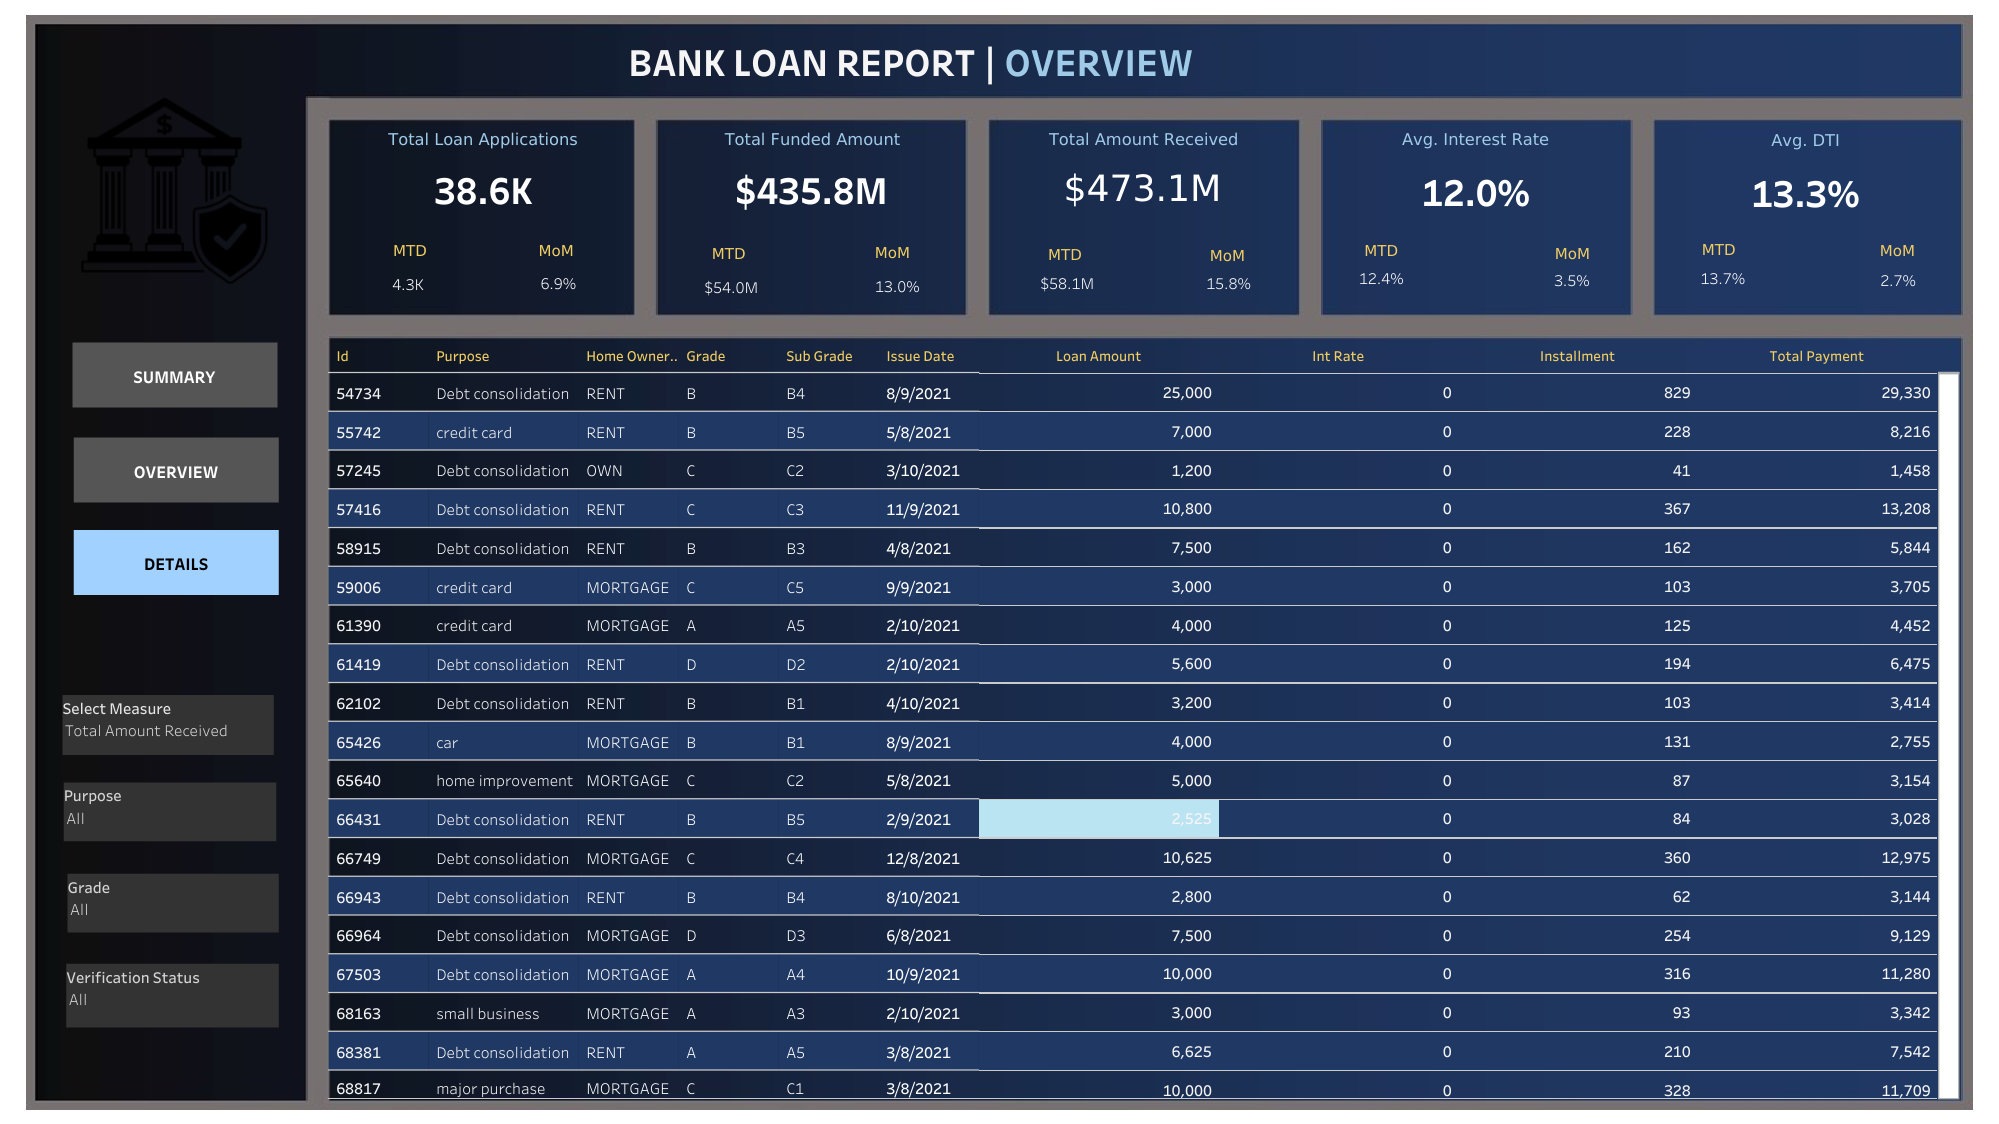 BANK LOAN REPORT | OVERVIEW
$
Total Loan Applications
38.6K
MTD MoM
4.3K 6.9%
Total Funded Amount
$435.8M
MTD MoM
$54.0M 13.0%
Total Amount Received
$473.1M
MTD MoM
$58.1M 15.8%
Avg. Interest Rate
12.0%
MTD MoM
12.4% 3.5%
Avg. DTI
13.3%
MTD MoM
13.7% 2.7%
SUMMARY
OVERVIEW
DETAILS
Select Measure
Total Amount Received
Purpose
All
Grade
All
Verification Status
All
Id Purpose Home Owner.. Grade Sub Grade Issue Date Loan Amount Int Rate Installment Total Payment
54734 Debt consolidation RENT B B4 8/9/2021 25,000 0 829 29,330
55742 credit card RENT B B5 5/8/2021 7,000 0 228 8,216
57245 Debt consolidation OWN C C2 3/10/2021 1,200 0 41 1,458
57416 Debt consolidation RENT C C3 11/9/2021 10,800 0 367 13,208
58915 Debt consolidation RENT B B3 4/8/2021 7,500 0 162 5,844
59006 credit card MORTGAGE C C5 9/9/2021 3,000 0 103 3,705
61390 credit card MORTGAGE A A5 2/10/2021 4,000 0 125 4,452
61419 Debt consolidation RENT D D2 2/10/2021 5,600 0 194 6,475
62102 Debt consolidation RENT B B1 4/10/2021 3,200 0 103 3,414
65426 car MORTGAGE B B1 8/9/2021 4,000 0 131 2,755
65640 home improvement MORTGAGE C C2 5/8/2021 5,000 0 87 3,154
66431 Debt consolidation RENT B B5 2/9/2021 2,525 0 84 3,028
66749 Debt consolidation MORTGAGE C C4 12/8/2021 10,625 0 360 12,975
66943 Debt consolidation RENT B B4 8/10/2021 2,800 0 62 3,144
66964 Debt consolidation MORTGAGE D D3 6/8/2021 7,500 0 254 9,129
67503 Debt consolidation MORTGAGE A A4 10/9/2021 10,000 0 316 11,280
68163 small business MORTGAGE A A3 2/10/2021 3,000 0 93 3,342
68381 Debt consolidation RENT A A5 3/8/2021 6,625 0 210 7,542
68817 major purchase MORTGAGE C C1 3/8/2021 10,000 0 328 11,709